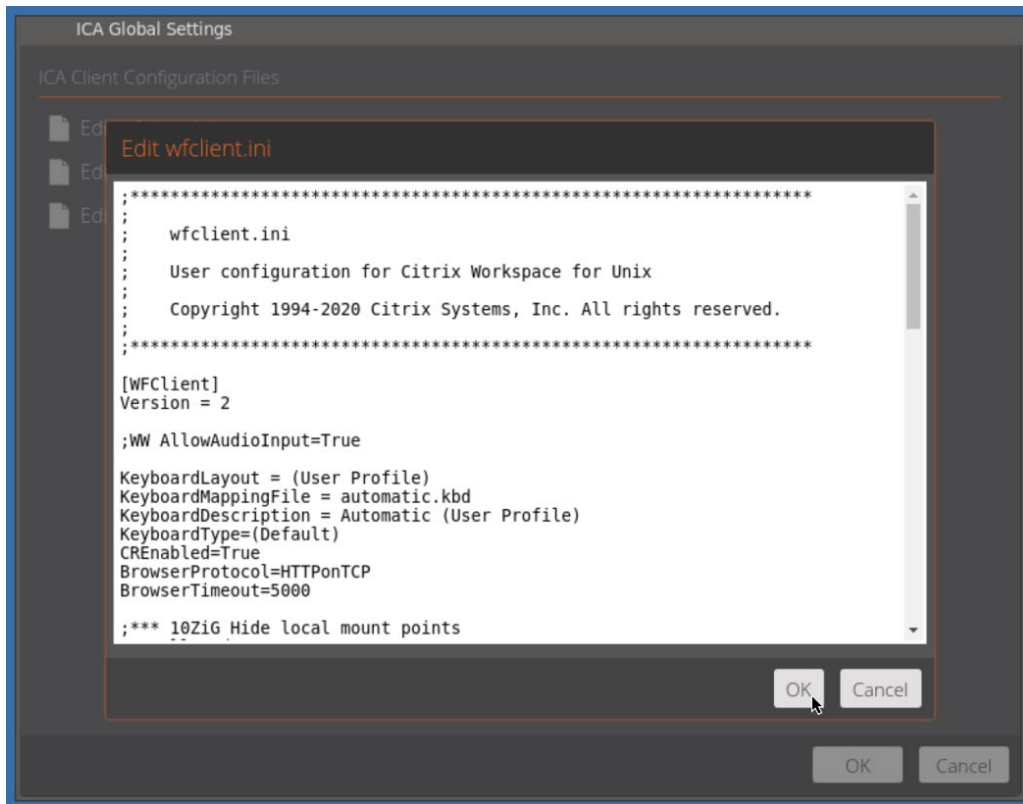 ICA Global Settings
ICA Client Configuration Files
Edit wfclient.ini
;********************************************************************
;
;    wfclient.ini
;
;    User configuration for Citrix Workspace for Unix
;
;    Copyright 1994-2020 Citrix Systems, Inc. All rights reserved.
;
;********************************************************************
[WFClient]
Version = 2
;WW AllowAudioInput=True
KeyboardLayout = (User Profile)
KeyboardMappingFile = automatic.kbd
KeyboardDescription = Automatic (User Profile)
KeyboardType=(Default)
CREnabled=True
BrowserProtocol=HTTPonTCP
BrowserTimeout=5000
;*** 10ZiG Hide local mount points
OK Cancel
OK Cancel